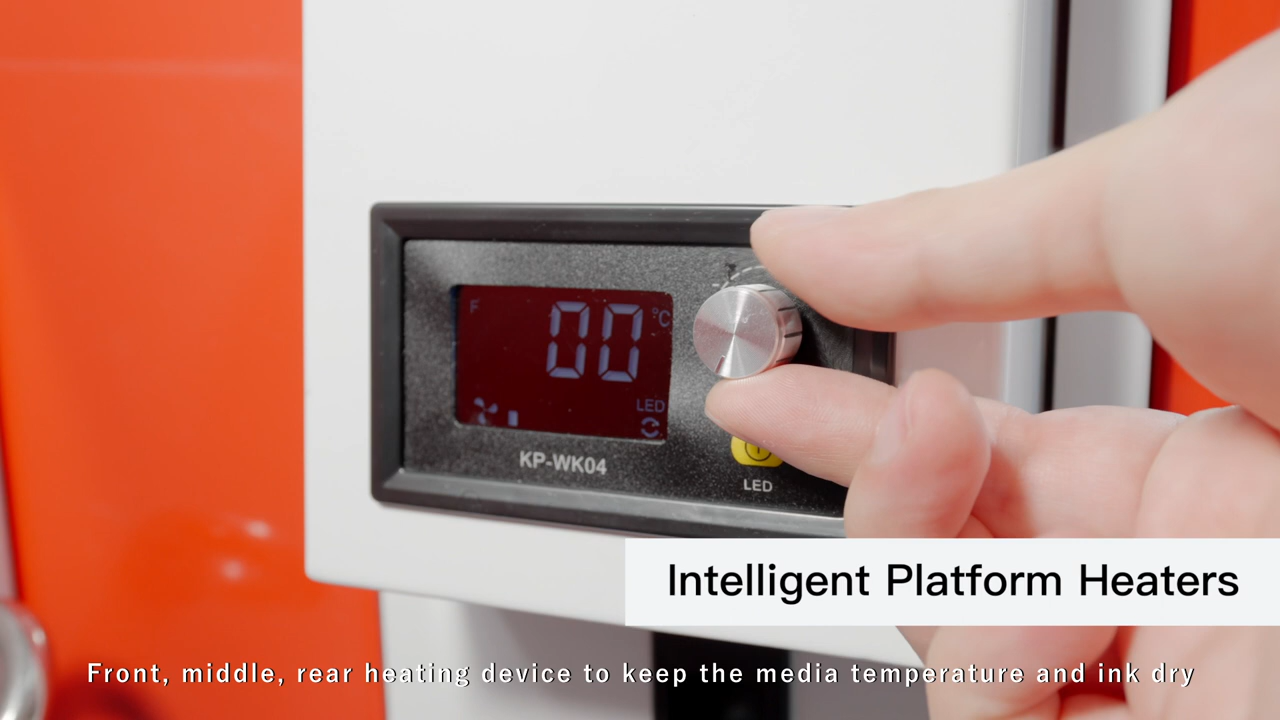 F
00 °C
LED
KP-WK04
LED
Intelligent Platform Heaters
Front, middle, rear heating device to keep the media temperature and ink dry